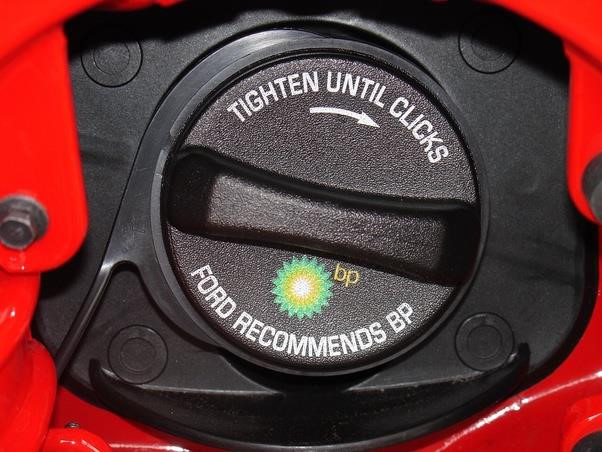 TIGHTEN UNTIL CLICKS
bp
FORD RECOMMENDS BP